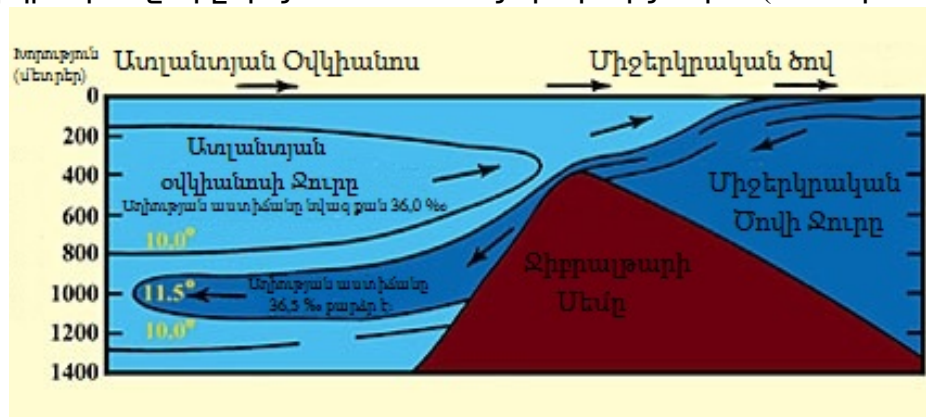 Խորություն
(մետրեր)
Ատլանտյան Օվկիանոս
Միջերկրական ծով
0
200
400
600
800
1000
1200
1400
Ատլանտյան
օվկիանոսի Ջուրը
Աղիության աստիճանը նվազ քան 36,0 ‰
10.0°
11.5°
Աղիության աստիճանը
36,5 ‰ բարձր է
10.0°
Միջերկրական
Ծովի Ջուրը
Ջիբրալթարի
Սեմը